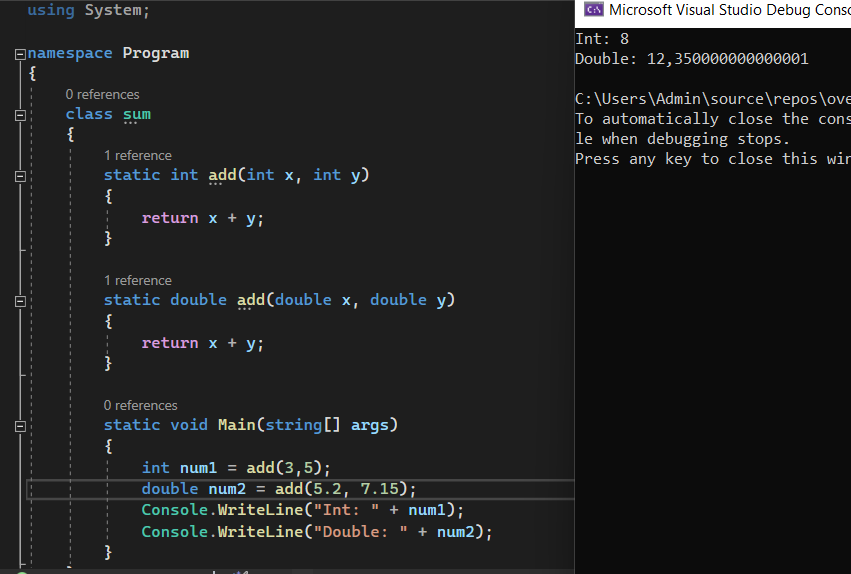 using System;
namespace Program
{
0 references
class sum
{
1 reference
static int add(int x, int y)
{
return x + y;
}
1 reference
static double add(double x, double y)
{
return x + y;
}
0 references
static void Main(string[] args)
{
int num1 = add(3,5);
double num2 = add(5.2, 7.15);
Console.WriteLine("Int: " + num1);
Console.WriteLine("Double: " + num2);
}
C:\ Microsoft Visual Studio Debug Conso
Int: 8
Double: 12,350000000000001
C:\Users\Admin\source\repos\ove
To automatically close the cons
le when debugging stops.
Press any key to close this win